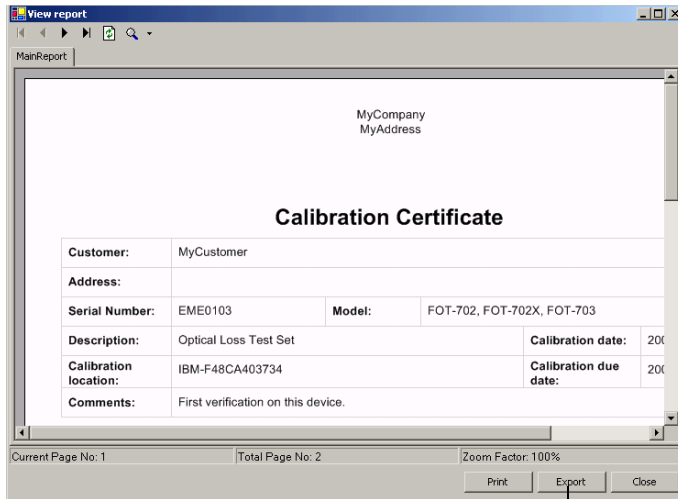 View report
MainReport
MyCompany
MyAddress
Calibration Certificate
Customer: MyCustomer
Address:
Serial Number: EME0103 Model: FOT-702, FOT-702X, FOT-703
Description: Optical Loss Test Set Calibration date: 200
Calibration location: IBM-F48CA403734 Calibration due date: 200
Comments: First verification on this device.
Current Page No: 1 Total Page No: 2 Zoom Factor: 100%
Print Export Close